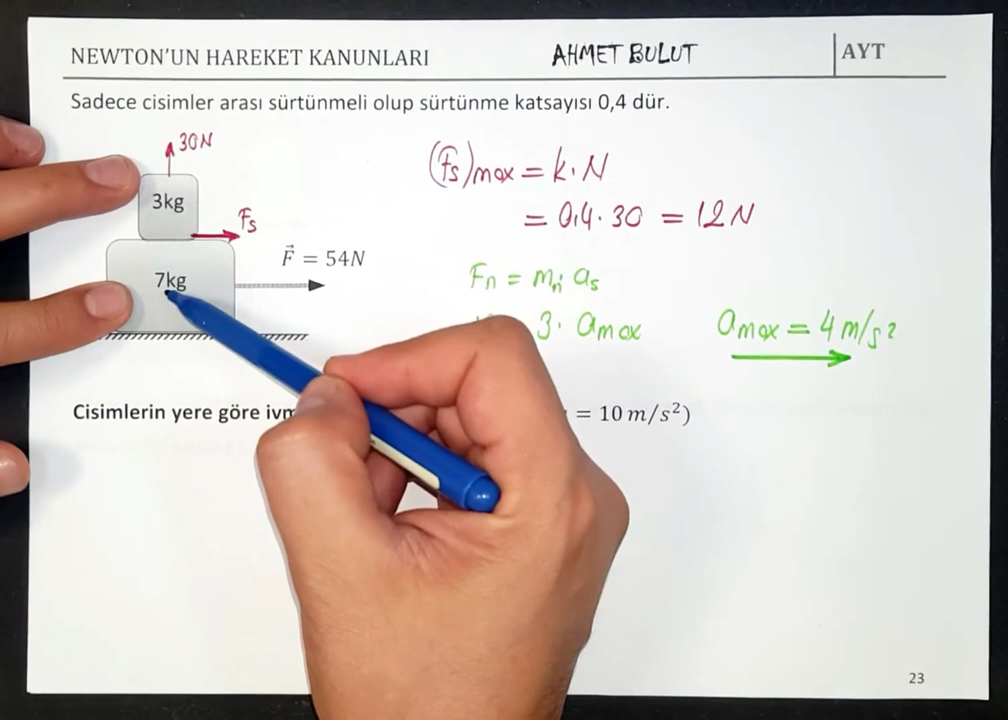 NEWTON'UN HAREKET KANUNLARI AHMET BULUT AYT
Sadece cisimler arası sürtünmeli olup sürtünme katsayısı 0,4 dür.
30N
3kg
Fs
7kg
F⃗ = 54N
(fs)max = k.N
= 0,4.30 = 12N
Fn = mn. as
3. amax
amax = 4 m/s²
Cisimlerin yere göre = 10 m/s²)
23